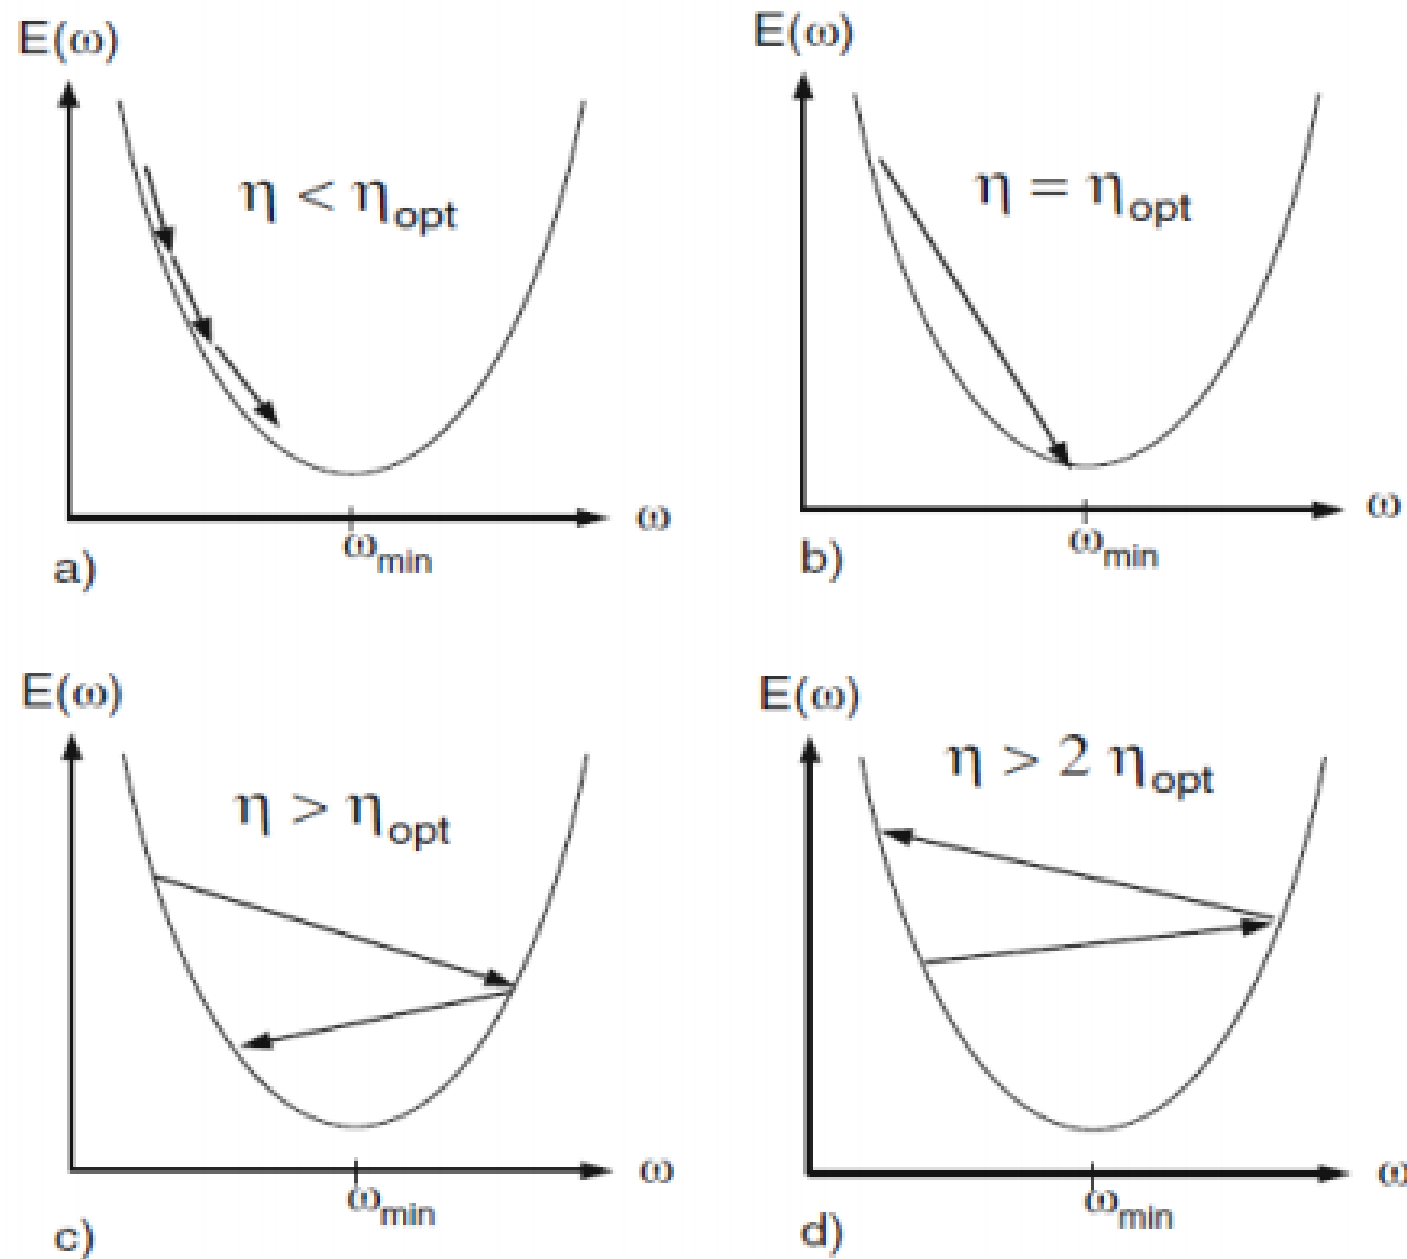 E(ω)
η < η_opt
ω
ω_min
a)
E(ω)
η = η_opt
ω
ω_min
b)
E(ω)
η > η_opt
ω
ω_min
c)
E(ω)
η > 2 η_opt
ω
ω_min
d)